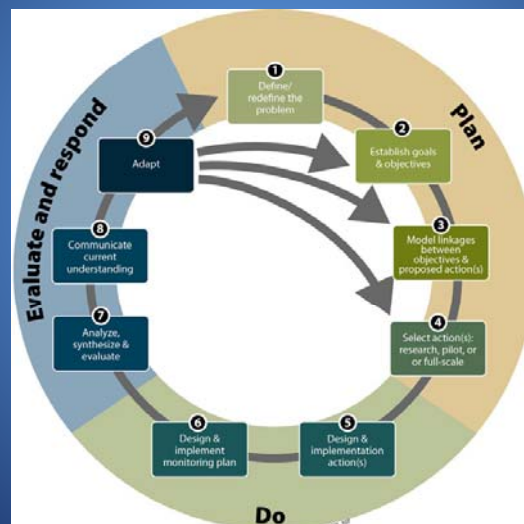 1
Define/
redefine the
problem
Plan
2
Establish goals
& objectives
3
Model linkages
between
objectives &
proposed action(s)
4
Select action(s):
research, pilot, or
or full-scale
5
Design &
implementation
action(s)
Do
6
Design &
implement
monitoring plan
7
Analyze,
synthesize &
evaluate
8
Communicate
current
understanding
9
Adapt
Evaluate and respond